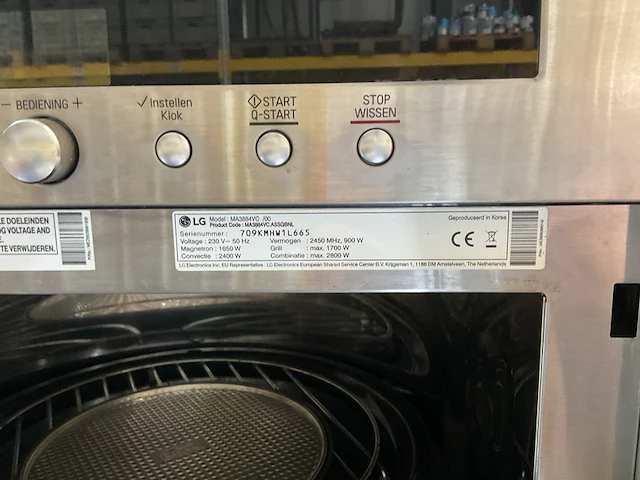 − BEDIENING +
✓Instellen
Klok
START
Q-START
STOP
WISSEN
E DOELEINDEN
OG VOLTAGE AND
E.
TE VERWIJDEREN.
LG Model : MA3884VC /00
Product Code : MA3884VC.ASSQBNL
Geproduceerd in Korea
Serienummer : 709KMHW1L665
Voltage : 230 V~ 50 Hz Vermogen : 2450 MHz, 900 W
Magnetron : 1650 W Grill : max. 1700 W
Convectie : 2400 W Combinatie : max. 2800 W
CE
LG Electronics Inc. EU Representative : LG Electronics European Shared Service Center B.V. Krijgsman 1, 1186 DM Amstelveen, The Netherlands